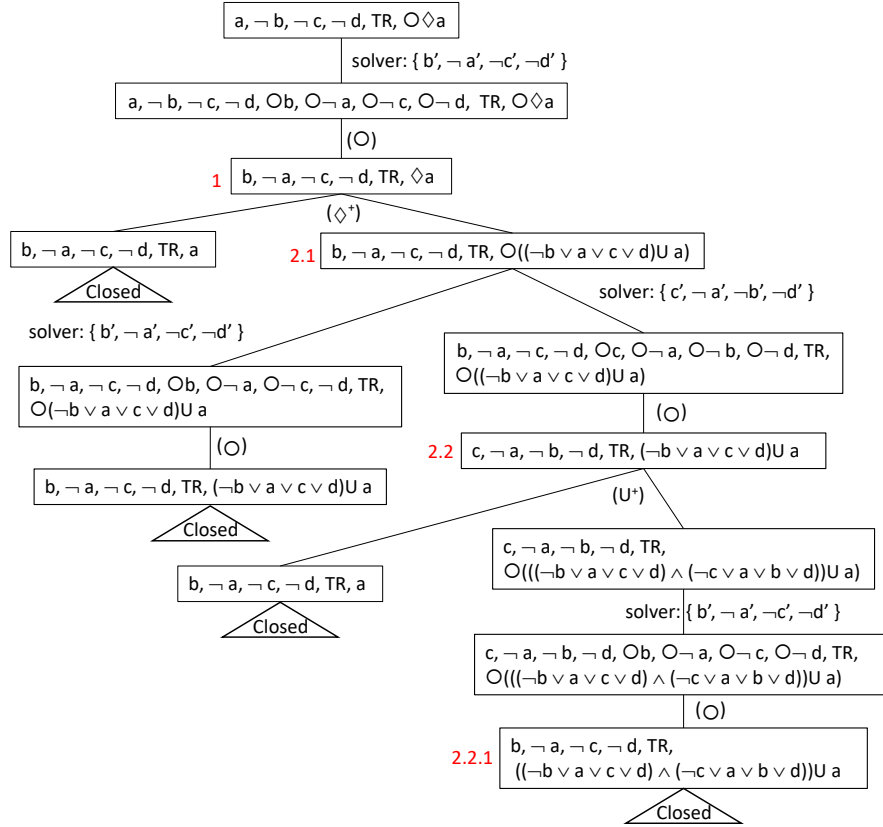 a, ¬ b, ¬ c, ¬ d, TR, ○◇a
solver: { b’, ¬ a’, ¬c’, ¬d’ }
a, ¬ b, ¬ c, ¬ d, ○b, ○¬ a, ○¬ c, ○¬ d, TR, ○◇a
(○)
1
b, ¬ a, ¬ c, ¬ d, TR, ◇a
(◇⁺)
b, ¬ a, ¬ c, ¬ d, TR, a
Closed
2.1
b, ¬ a, ¬ c, ¬ d, TR, ○((¬b ∨ a ∨ c ∨ d)U a)
solver: { b’, ¬ a’, ¬c’, ¬d’ }
solver: { c’, ¬ a’, ¬b’, ¬d’ }
b, ¬ a, ¬ c, ¬ d, ○b, ○¬ a, ○¬ c, ¬ d, TR,
○(¬b ∨ a ∨ c ∨ d)U a
(○)
b, ¬ a, ¬ c, ¬ d, TR, (¬b ∨ a ∨ c ∨ d)U a
Closed
b, ¬ a, ¬ c, ¬ d, ○c, ○¬ a, ○¬ b, ○¬ d, TR,
○((¬b ∨ a ∨ c ∨ d)U a)
(○)
2.2
c, ¬ a, ¬ b, ¬ d, TR, (¬b ∨ a ∨ c ∨ d)U a
(U⁺)
b, ¬ a, ¬ c, ¬ d, TR, a
Closed
c, ¬ a, ¬ b, ¬ d, TR,
○(((¬b ∨ a ∨ c ∨ d) ∧ (¬c ∨ a ∨ b ∨ d))U a)
solver: { b’, ¬ a’, ¬c’, ¬d’ }
c, ¬ a, ¬ b, ¬ d, ○b, ○¬ a, ○¬ c, ○¬ d, TR,
○(((¬b ∨ a ∨ c ∨ d) ∧ (¬c ∨ a ∨ b ∨ d))U a)
(○)
2.2.1
b, ¬ a, ¬ c, ¬ d, TR,
((¬b ∨ a ∨ c ∨ d) ∧ (¬c ∨ a ∨ b ∨ d))U a
Closed